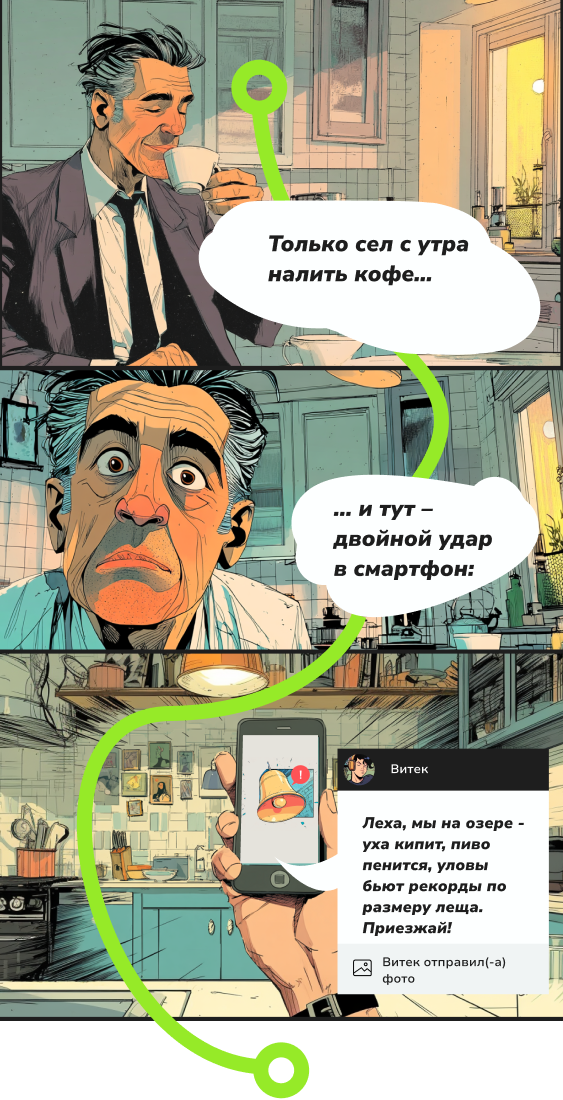 Только сел с утра
налить кофе...
... и тут –
двойной удар
в смартфон:
!
Витек
Леха, мы на озере -
уха кипит, пиво
пенится, уловы
бьют рекорды по
размеру леща.
Приезжай!
Витек отправил(-а)
фото